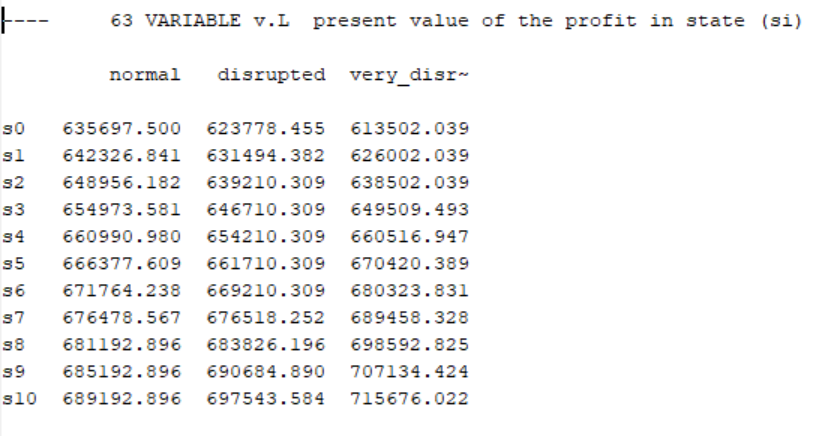 ---- 63 VARIABLE v.L present value of the profit in state (si)
normal disrupted very_disr~
s0 635697.500 623778.455 613502.039
s1 642326.841 631494.382 626002.039
s2 648956.182 639210.309 638502.039
s3 654973.581 646710.309 649509.493
s4 660990.980 654210.309 660516.947
s5 666377.609 661710.309 670420.389
s6 671764.238 669210.309 680323.831
s7 676478.567 676518.252 689458.328
s8 681192.896 683826.196 698592.825
s9 685192.896 690684.890 707134.424
s10 689192.896 697543.584 715676.022